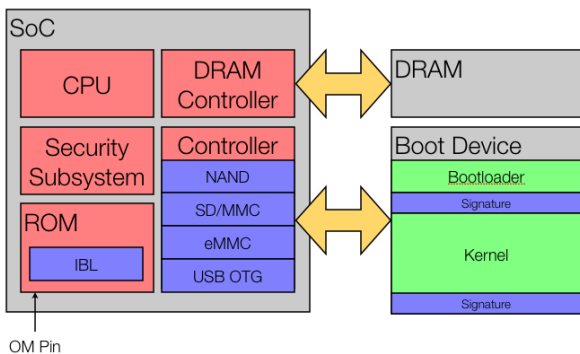 SoC
CPU
DRAM
Controller
Security
Subsystem
Controller
NAND
SD/MMC
eMMC
USB OTG
ROM
IBL
OM Pin
DRAM
Boot Device
Bootloader
Signature
Kernel
Signature